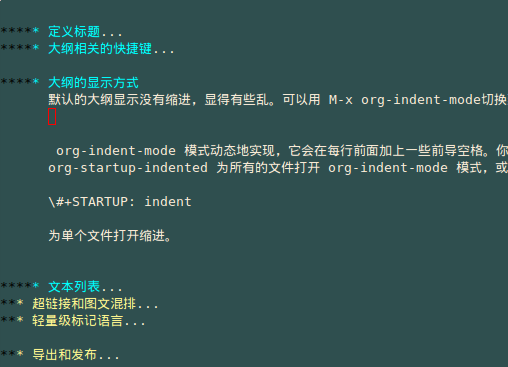 ***** 定义标题...
***** 大纲相关的快捷键...
***** 大纲的显示方式
默认的大纲显示没有缩进，显得有些乱。可以用 M-x org-indent-mode切换
org-indent-mode 模式动态地实现，它会在每行前面加上一些前导空格。你
org-startup-indented 为所有的文件打开 org-indent-mode 模式，或
\#+STARTUP: indent
为单个文件打开缩进。
***** 文本列表...
*** 超链接和图文混排...
*** 轻量级标记语言...
*** 导出和发布...